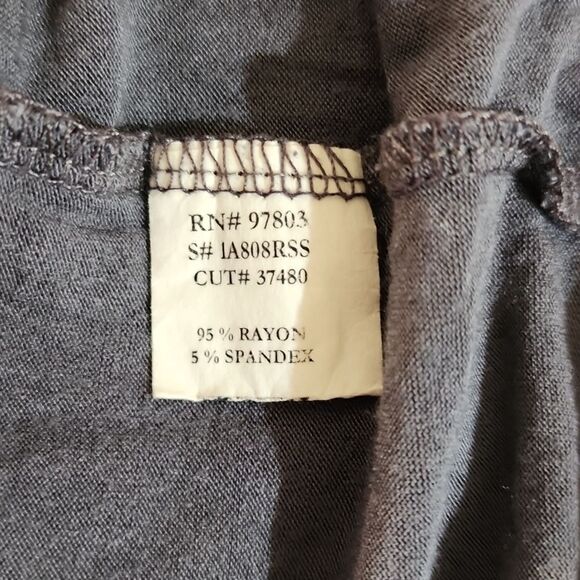 RN# 97803
S# 1A808RSS
CUT# 37480
95 % RAYON
5 % SPANDEX